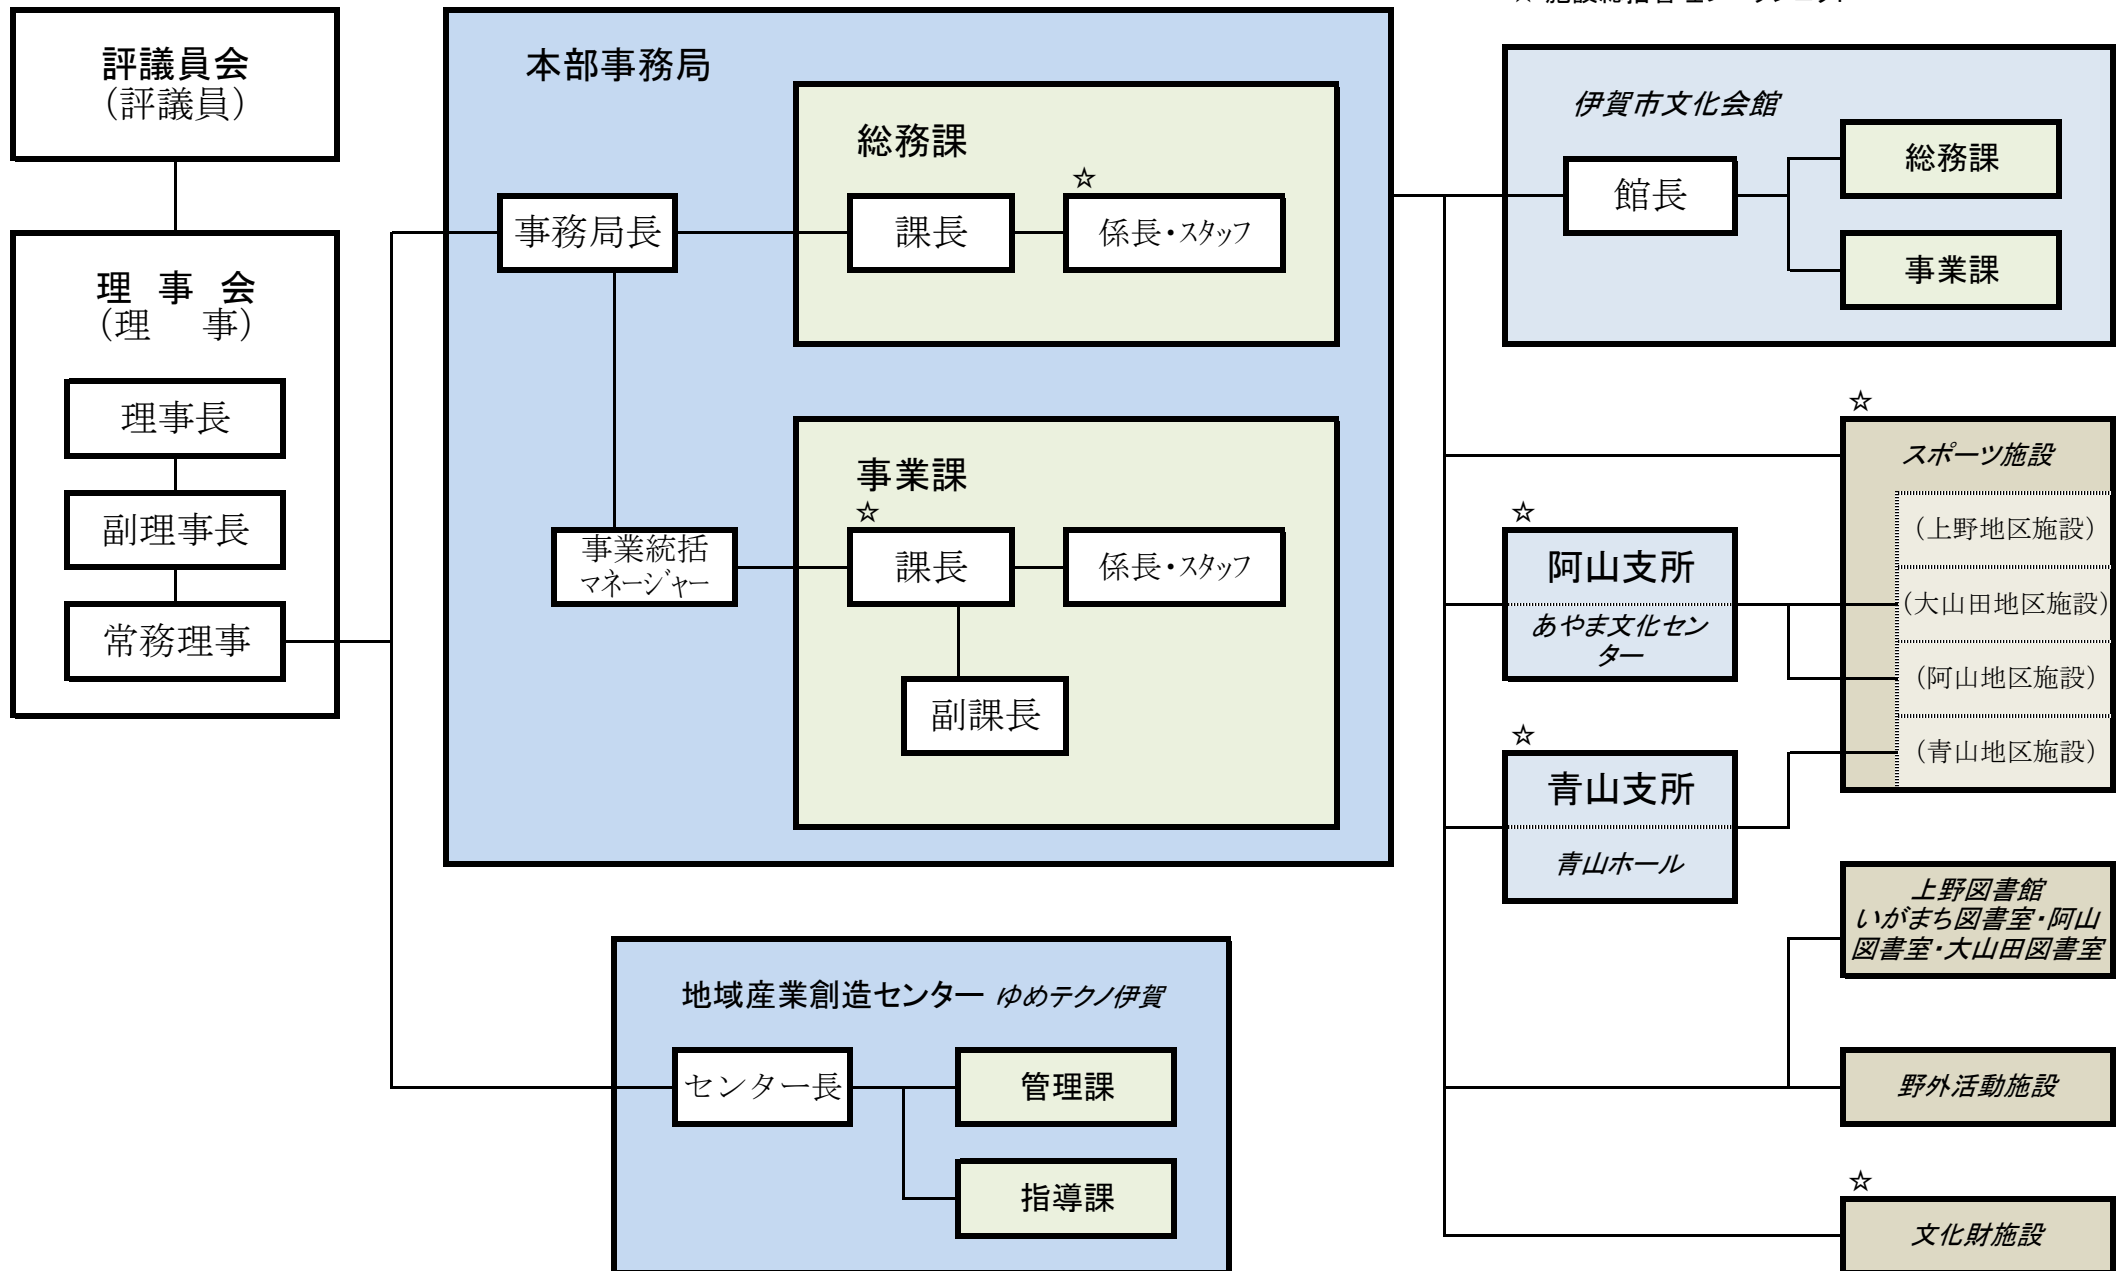 評議員会
(評議員)
理 事 会
(理 事)
理事長
副理事長
常務理事
本部事務局
事務局長
総務課
課長
☆
係長・スタッフ
事業統括
マネージャー
事業課
☆
課長
係長・スタッフ
副課長
地域産業創造センター ゆめテクノ伊賀
センター長
管理課
指導課
伊賀市文化会館
館長
総務課
事業課
☆
スポーツ施設
(上野地区施設)
(大山田地区施設)
(阿山地区施設)
(青山地区施設)
☆
阿山支所
あやま文化セン
ター
☆
青山支所
青山ホール
上野図書館
いがまち図書室・阿山
図書室・大山田図書室
野外活動施設
☆
文化財施設